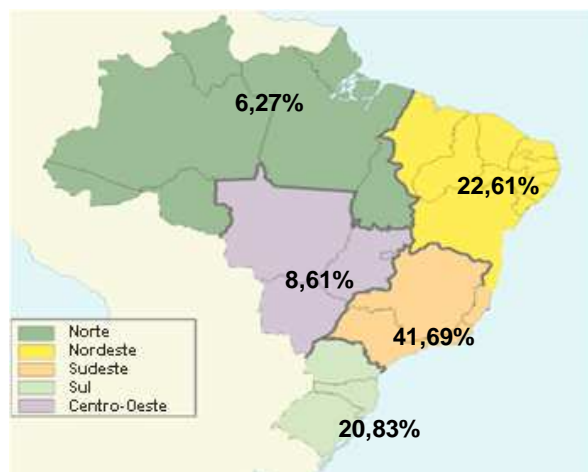 6,27%
22,61%
8,61%
41,69%
20,83%
Norte
Nordeste
Sudeste
Sul
Centro-Oeste